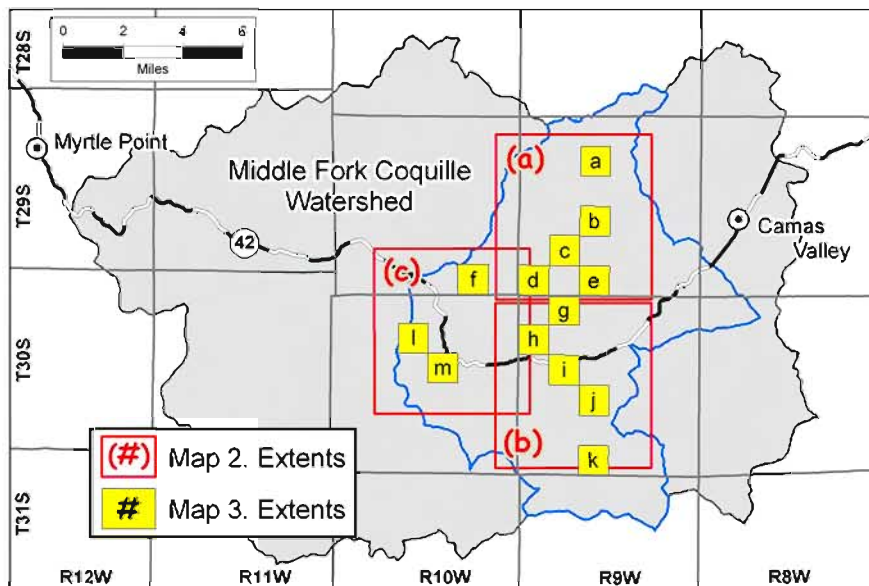 0 2 4 6
Miles
T28S
T29S
T30S
T31S
Myrtle Point
Middle Fork Coquille
Watershed
42
Camas
Valley
(a)
(b)
(c)
a
b
c
d
e
f
g
h
i
j
k
l
m
(#) Map 2. Extents
# Map 3. Extents
R12W R11W R10W R9W R8W